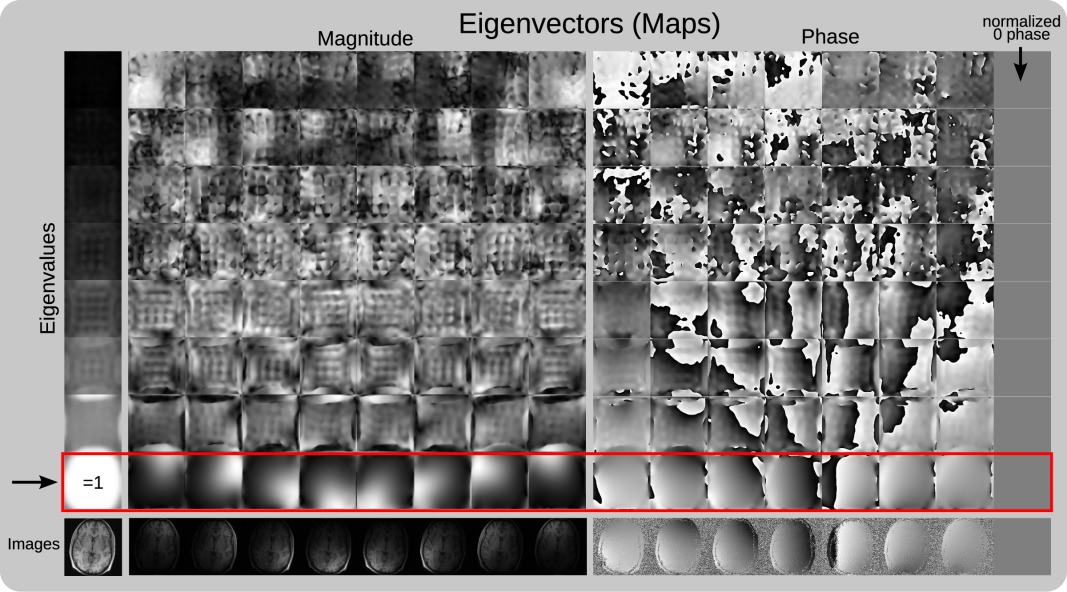 Eigenvectors (Maps)
Magnitude
Phase
normalized
0 phase
Eigenvalues
=1
Images